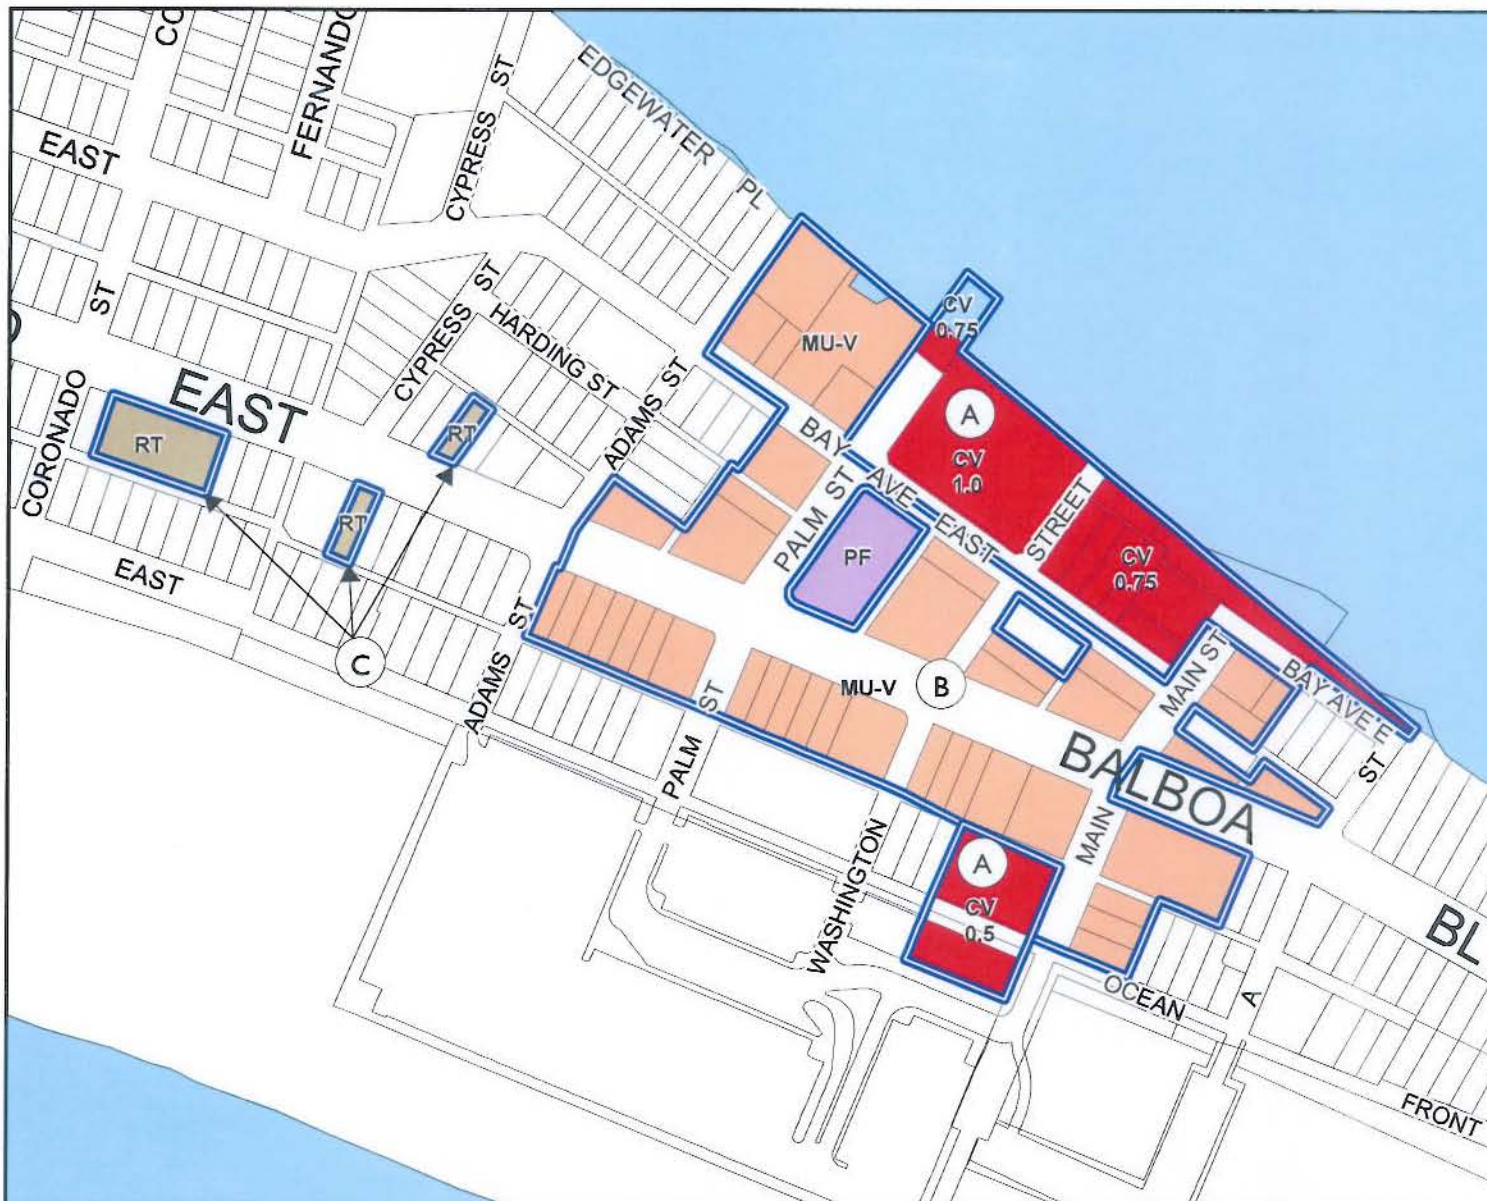 CO
FERNANDO
ST
EDGEWATER
PL
EAST
CYPRESS
ST
ST
HARDING ST
CYPRESS
ADAMS ST
CV
0.75
MU-V
A
CV
1.0
CORONADO
EAST
RT
RT
RT
BAY AVE EAST
PALM ST
STREET
PF
CV
0.75
EAST
ST
C
ADAMS
MU-V
B
MAIN ST
BAY AVE E
ST
ST
PALM
BALBOA
MAIN
WASHINGTON
A
CV
0.5
BL
OCEAN
A
FRONT